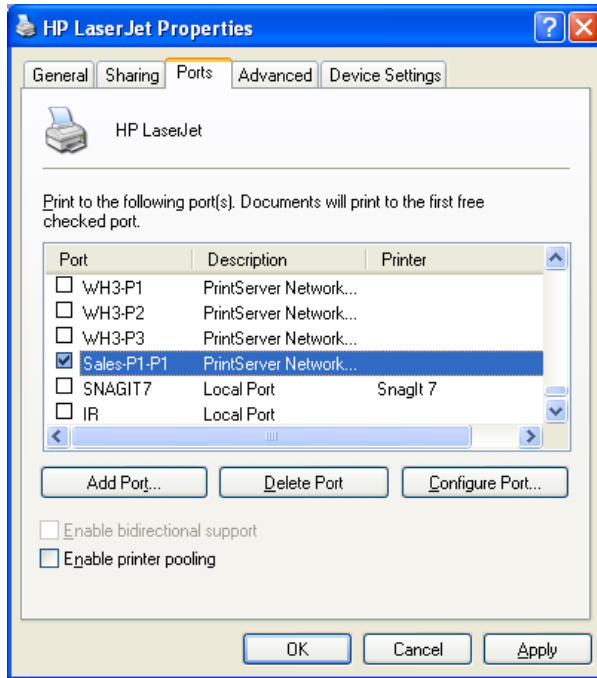 HP LaserJet Properties
General Sharing Ports Advanced Device Settings
HP LaserJet
Print to the following port(s). Documents will print to the first free
checked port.
Port Description Printer
WH3-P1 PrintServer Network...
WH3-P2 PrintServer Network...
WH3-P3 PrintServer Network...
Sales-P1-P1 PrintServer Network...
SNAGIT7 Local Port SnagIt 7
IR Local Port
Add Port... Delete Port Configure Port...
Enable bidirectional support
Enable printer pooling
OK Cancel Apply